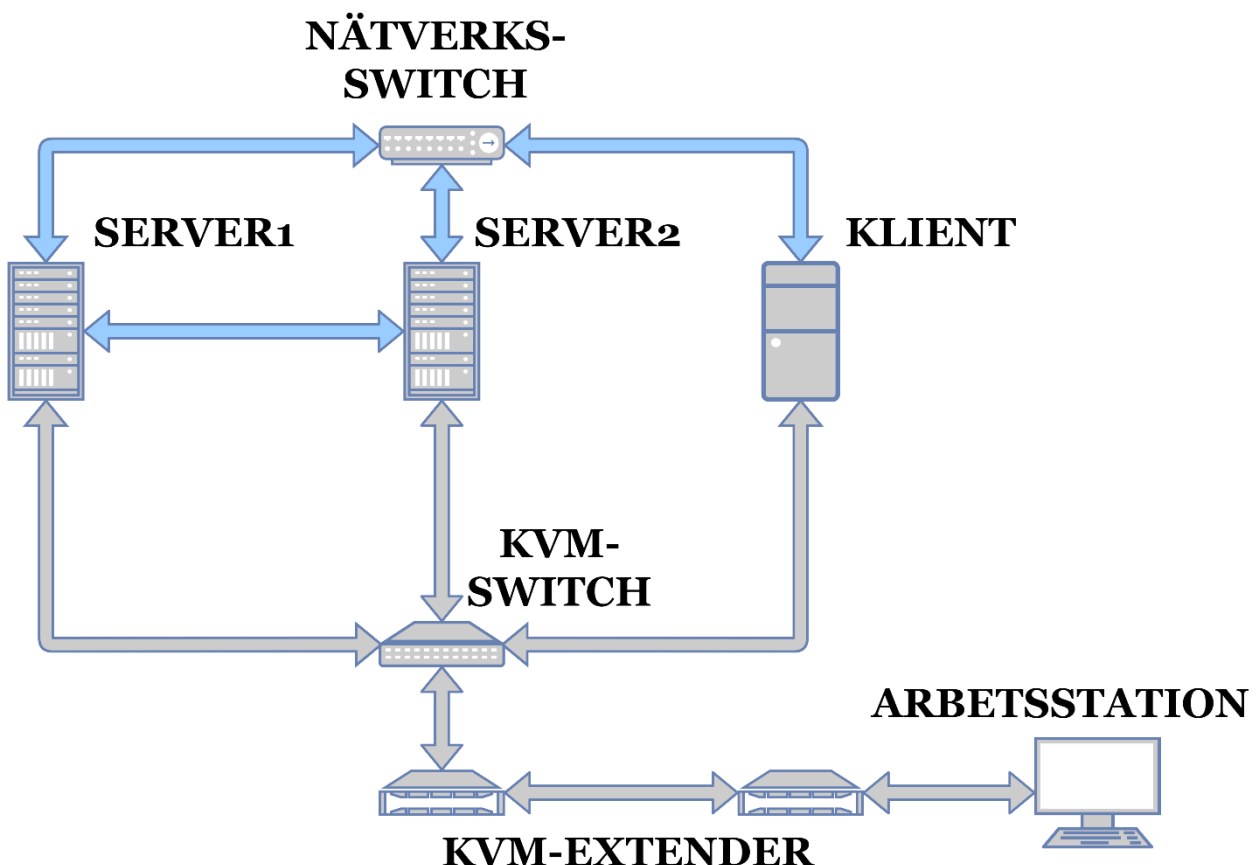 NÄTVERKS-
SWITCH
SERVER1
SERVER2
KLIENT
KVM-
SWITCH
ARBETSSTATION
KVM-EXTENDER